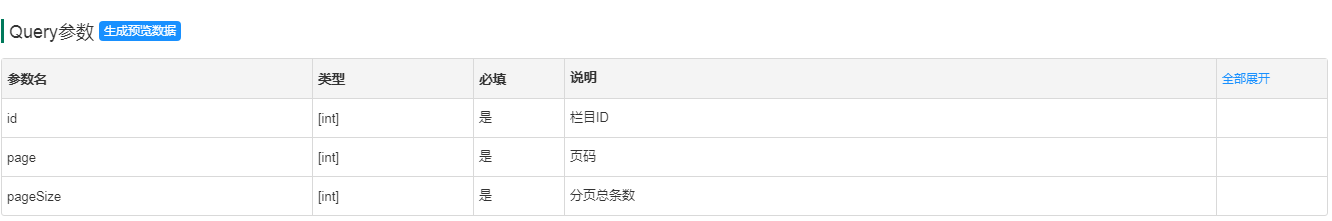 Query参数 生成预览数据
参数名 类型 必填 说明 全部展开
id [int] 是 栏目ID
page [int] 是 页码
pageSize [int] 是 分页总条数